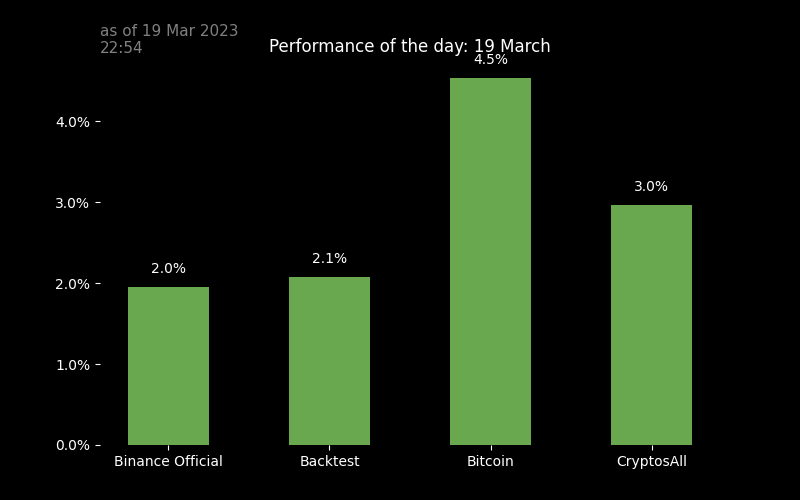 as of 19 Mar 2023
22:54
Performance of the day: 19 March
4.5%
4.0%
3.0%
3.0%
2.1%
2.0%
2.0%
1.0%
0.0%
Binance Official
Backtest
Bitcoin
CryptosAll